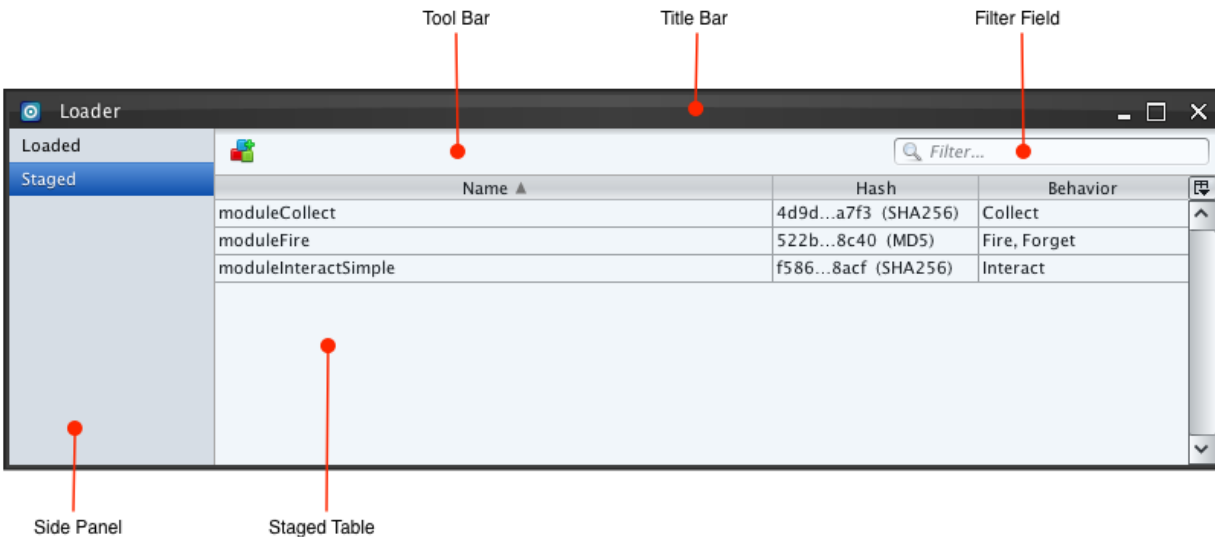 Tool Bar Title Bar Filter Field
Loader
Loaded
Filter...
Staged
Name Hash Behavior
moduleCollect 4d9d...a7f3 (SHA256) Collect
moduleFire 522b...8c40 (MD5) Fire, Forget
moduleInteractSimple f586...8acf (SHA256) Interact
Side Panel Staged Table